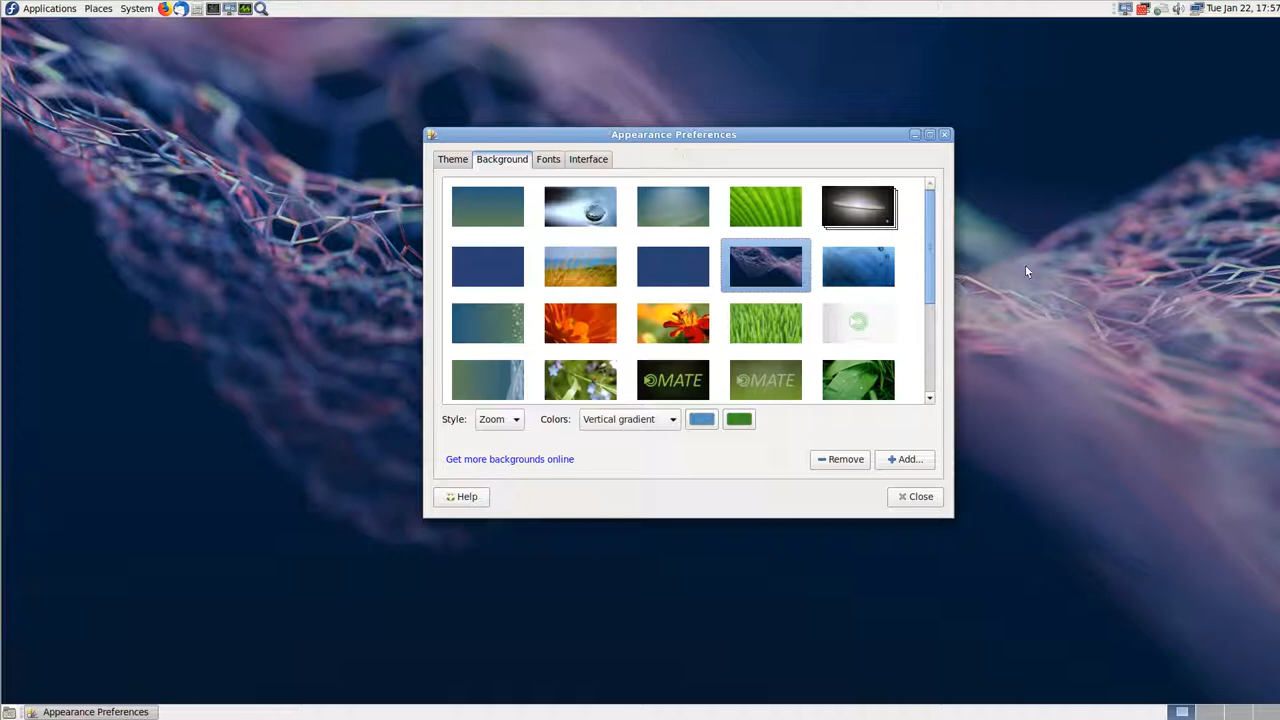 Applications Places System Tue Jan 22, 17:57
Appearance Preferences
Theme Background Fonts Interface
MATE MATE
Style: Zoom Colors: Vertical gradient
Get more backgrounds online Remove Add...
Help Close
Appearance Preferences